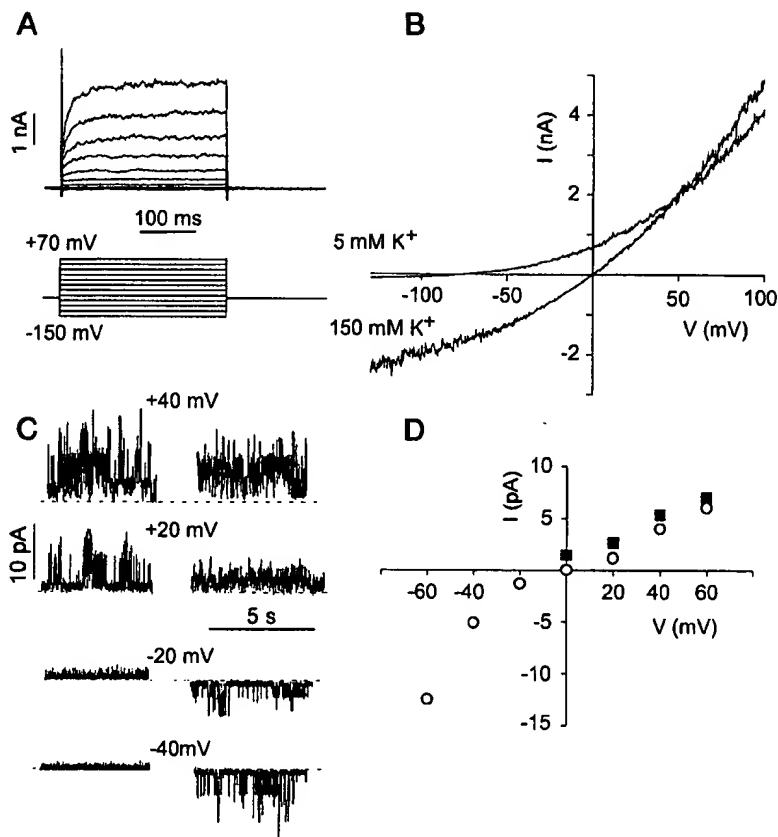 A
1 nA
100 ms
+70 mV
-150 mV
B
I (nA)
4
2
-2
5 mM K⁺
150 mM K⁺
-100
-50
0
50
100
V (mV)
C
+40 mV
+20 mV
10 pA
5 s
-20 mV
-40mV
D
I (pA)
10
5
-5
-10
-15
-60
-40
20
40
60
V (mV)